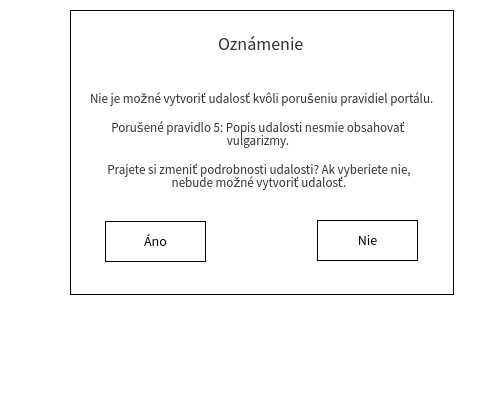 Oznámenie
Nie je možné vytvoriť udalosť kvôli porušeniu pravidiel portálu.
Porušené pravidlo 5: Popis udalosti nesmie obsahovať
vulgarizmy.
Prajete si zmeniť podrobnosti udalosti? Ak vyberiete nie,
nebude možné vytvoriť udalosť.
Áno
Nie